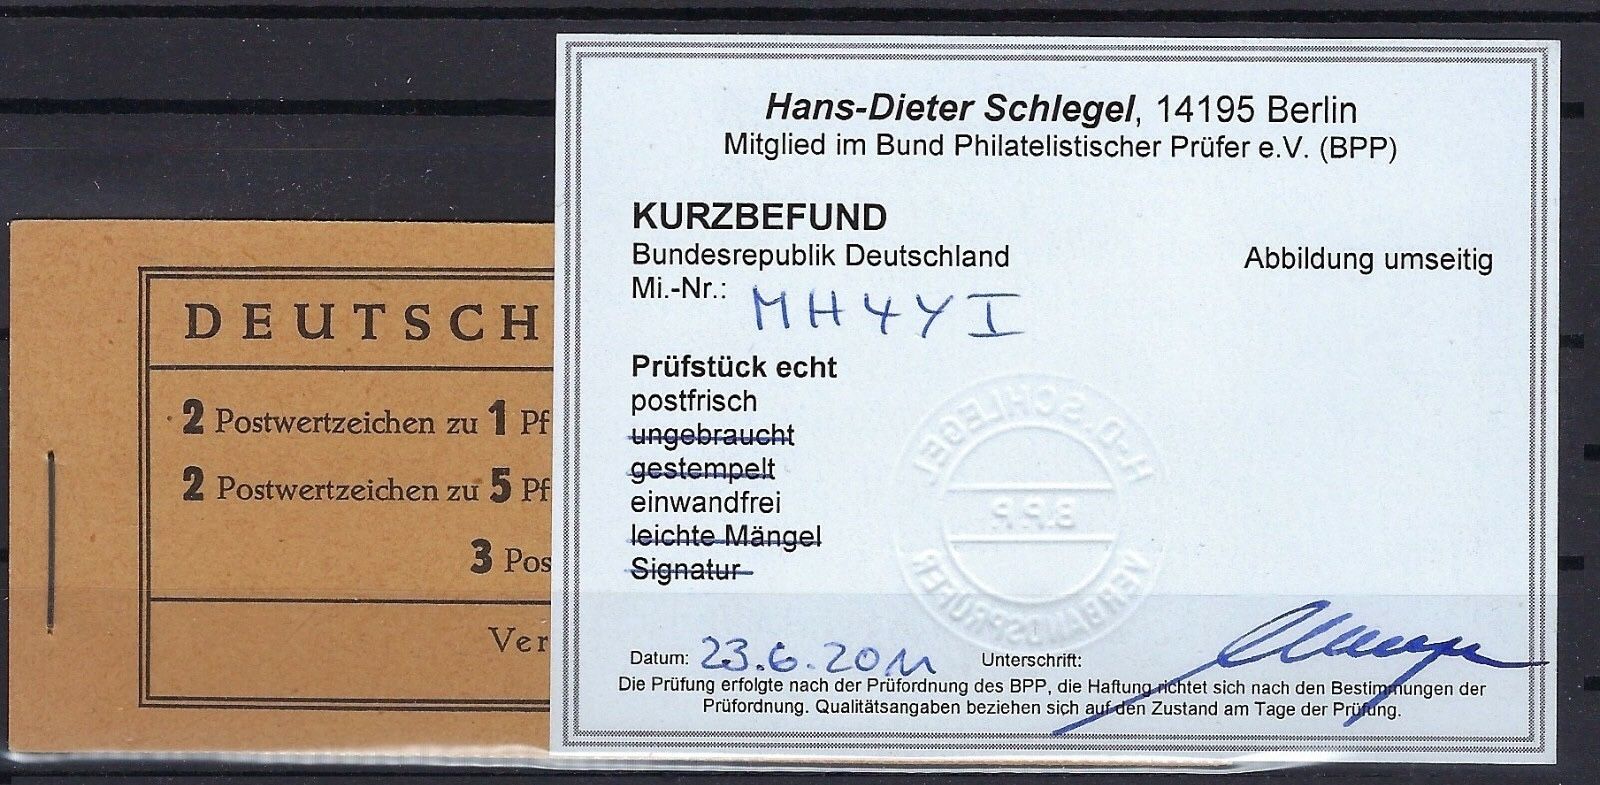 DEUTSCH
2 Postwertzeichen zu 1 Pf
2 Postwertzeichen zu 5 Pf
3 Pos
Ver
Hans-Dieter Schlegel, 14195 Berlin
Mitglied im Bund Philatelistischer Prüfer e.V. (BPP)
KURZBEFUND
Bundesrepublik Deutschland
Abbildung umseitig
Mi.-Nr.: MH4YI
Prüfstück echt
postfrisch
ungebraucht
gestempelt
einwandfrei
leichte Mängel
Signatur
H.-D. SCHLEGEL
B.P.P.
VERBANDSPRÜFER
Datum: 23.6.2011 Unterschrift:
Die Prüfung erfolgte nach der Prüfordnung des BPP, die Haftung richtet sich nach den Bestimmungen der
Prüfordnung. Qualitätsangaben beziehen sich auf den Zustand am Tage der Prüfung.